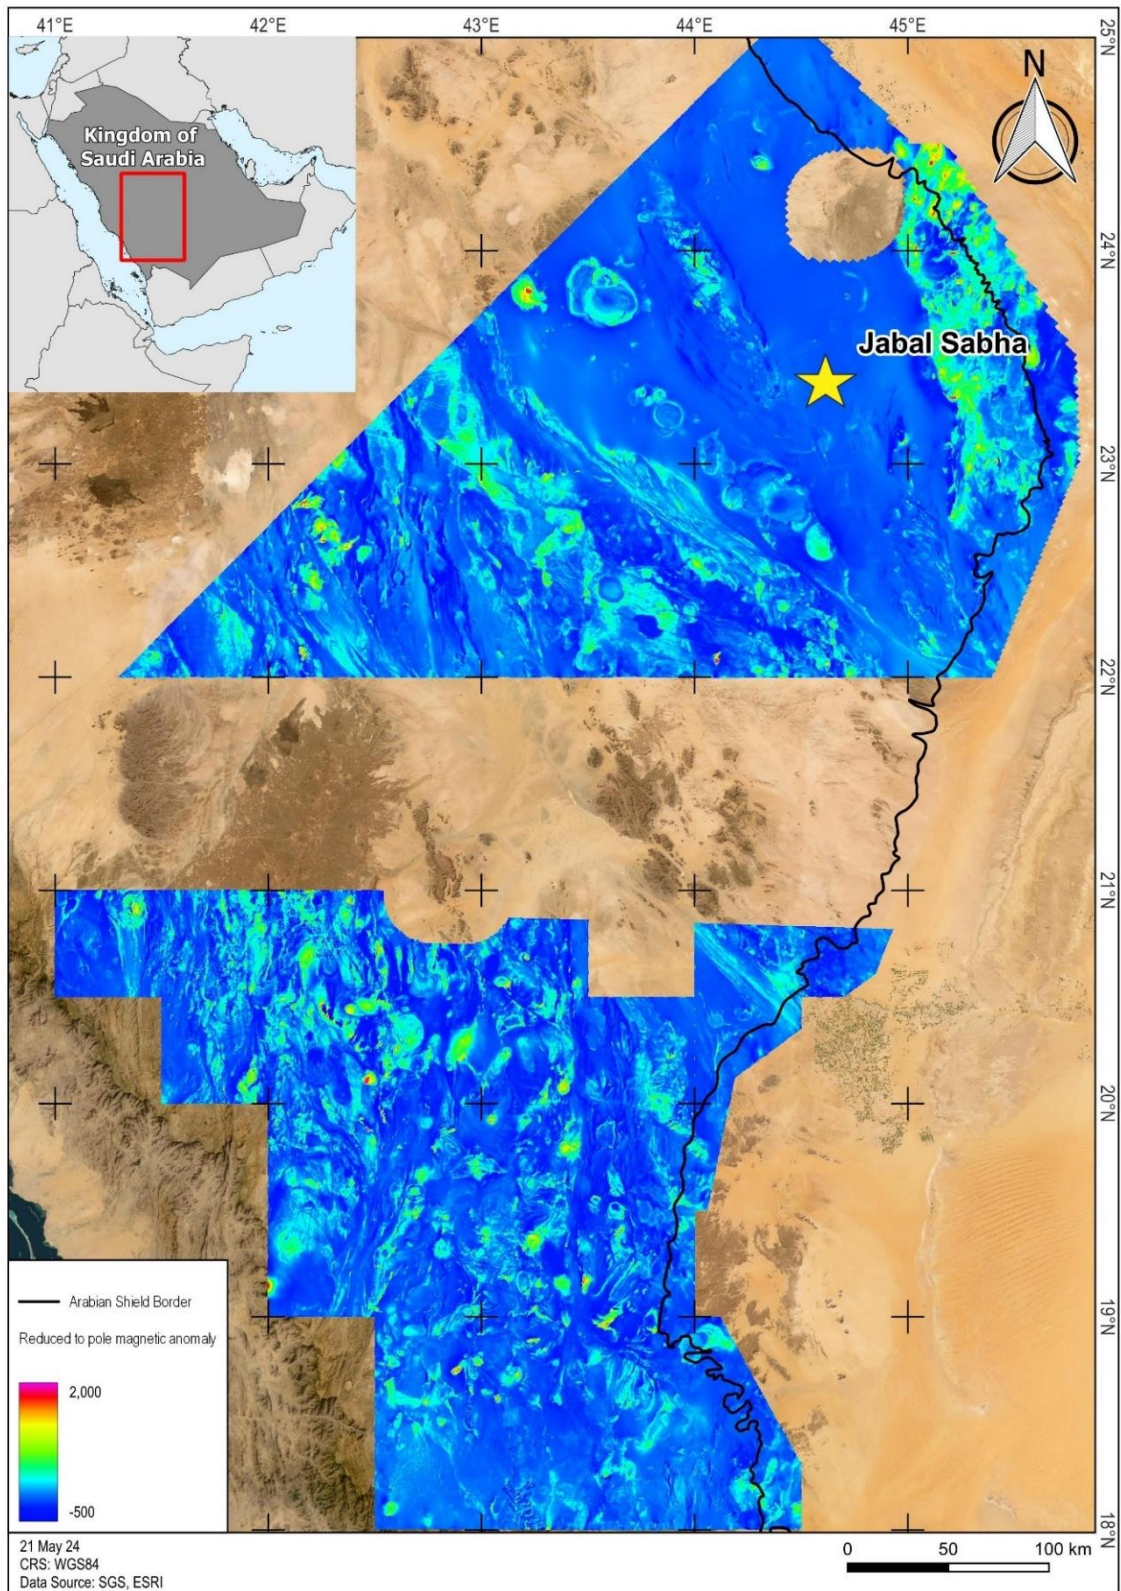 41°E
42°E
43°E
44°E
45°E
25°N
Kingdom of
Saudi Arabia
N
24°N
Jabal Sabha
23°N
22°N
21°N
20°N
Arabian Shield Border
19°N
Reduced to pole magnetic anomaly
2,000
-500
18°N
21 May 24
CRS: WGS84
Data Source: SGS, ESRI
0 50 100 km